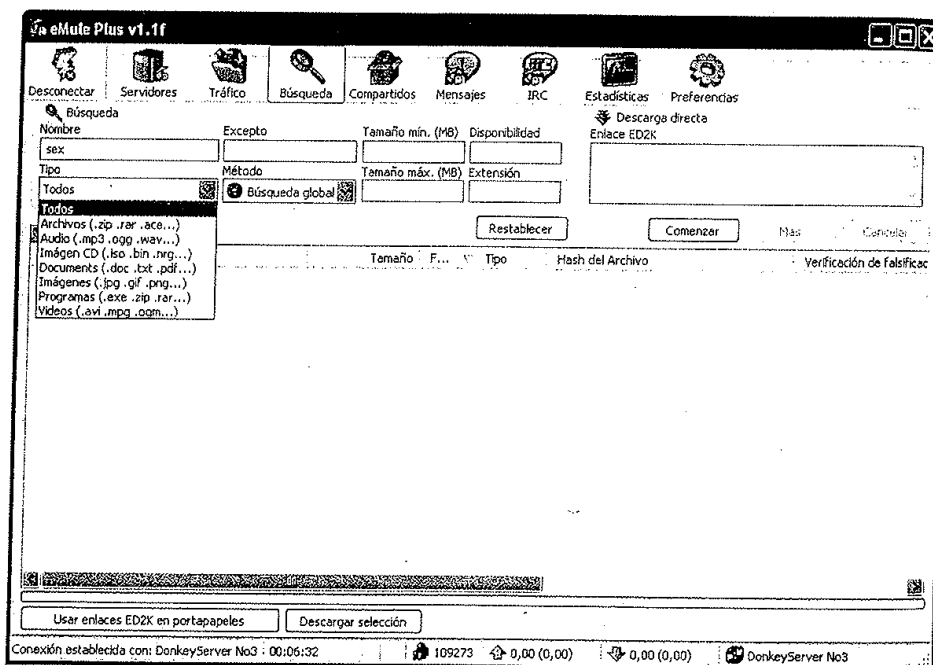 eMule Plus v1.1f
Desconectar Servidores Tráfico Búsqueda Compartidos Mensajes IRC Estadísticas Preferencias
Búsqueda
Descarga directa
Nombre Excepto Tamaño mín. (MB) Disponibilidad Enlace ED2K
sex
Tipo Método Tamaño máx. (MB) Extensión
Todos Búsqueda global
Todos
Archivos (.zip .rar .ace...)
Audio (.mp3 .ogg .wav...)
Imágen CD (.iso .bin .nrg...)
Documents (.doc .txt .pdf...)
Imágenes (.jpg .gif .png...)
Programas (.exe .zip .rar...)
Videos (.avi .mpg .ogm...)
Restablecer Comenzar Más Cancelar
Tamaño F... Tipo Hash del Archivo Verificación de falsificac
Usar enlaces ED2K en portapapeles Descargar selección
Conexión establecida con: DonkeyServer No3 : 00:06:32 109273 0,00 (0,00) 0,00 (0,00) DonkeyServer No3